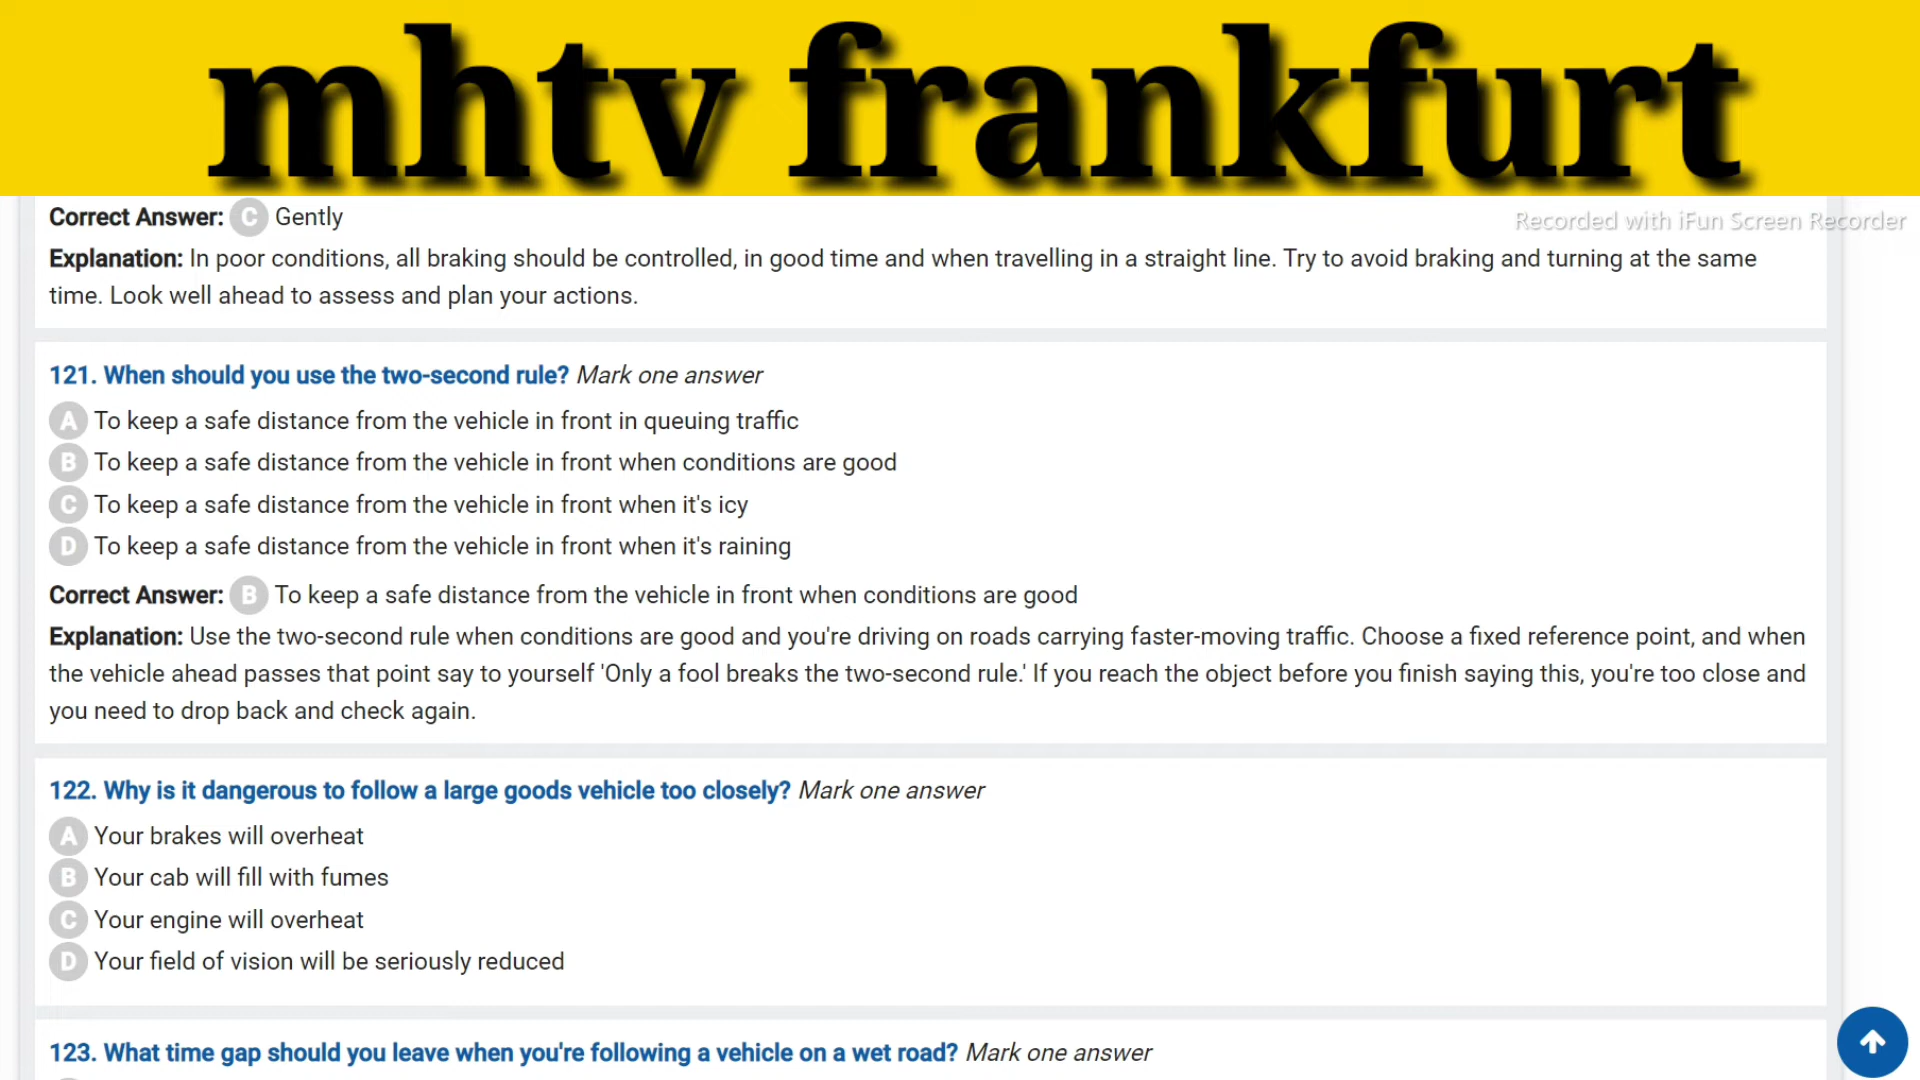 mhtv frankfurt
Recorded with iFun Screen Recorder
Correct Answer: C Gently
Explanation: In poor conditions, all braking should be controlled, in good time and when travelling in a straight line. Try to avoid braking and turning at the same
time. Look well ahead to assess and plan your actions.
121. When should you use the two-second rule? Mark one answer
A To keep a safe distance from the vehicle in front in queuing traffic
B To keep a safe distance from the vehicle in front when conditions are good
C To keep a safe distance from the vehicle in front when it's icy
D To keep a safe distance from the vehicle in front when it's raining
Correct Answer: B To keep a safe distance from the vehicle in front when conditions are good
Explanation: Use the two-second rule when conditions are good and you're driving on roads carrying faster-moving traffic. Choose a fixed reference point, and when
the vehicle ahead passes that point say to yourself 'Only a fool breaks the two-second rule.' If you reach the object before you finish saying this, you're too close and
you need to drop back and check again.
122. Why is it dangerous to follow a large goods vehicle too closely? Mark one answer
A Your brakes will overheat
B Your cab will fill with fumes
C Your engine will overheat
D Your field of vision will be seriously reduced
123. What time gap should you leave when you're following a vehicle on a wet road? Mark one answer